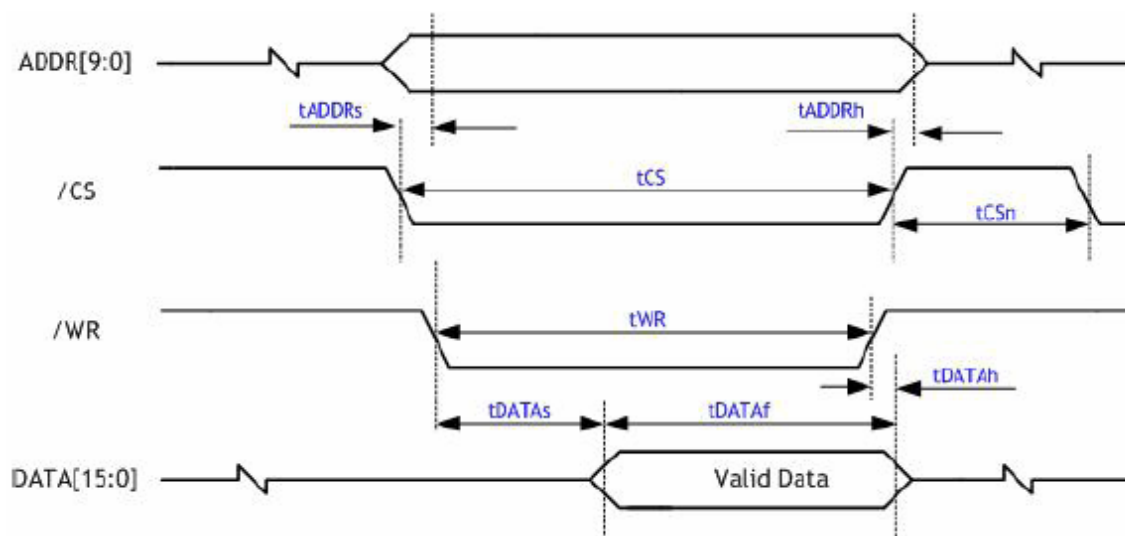 ADDR[9:0]
tADDRs
tADDRh
/CS
tCS
tCSn
/WR
tWR
tDATAh
tDATAs
tDATAf
DATA[15:0]
Valid Data